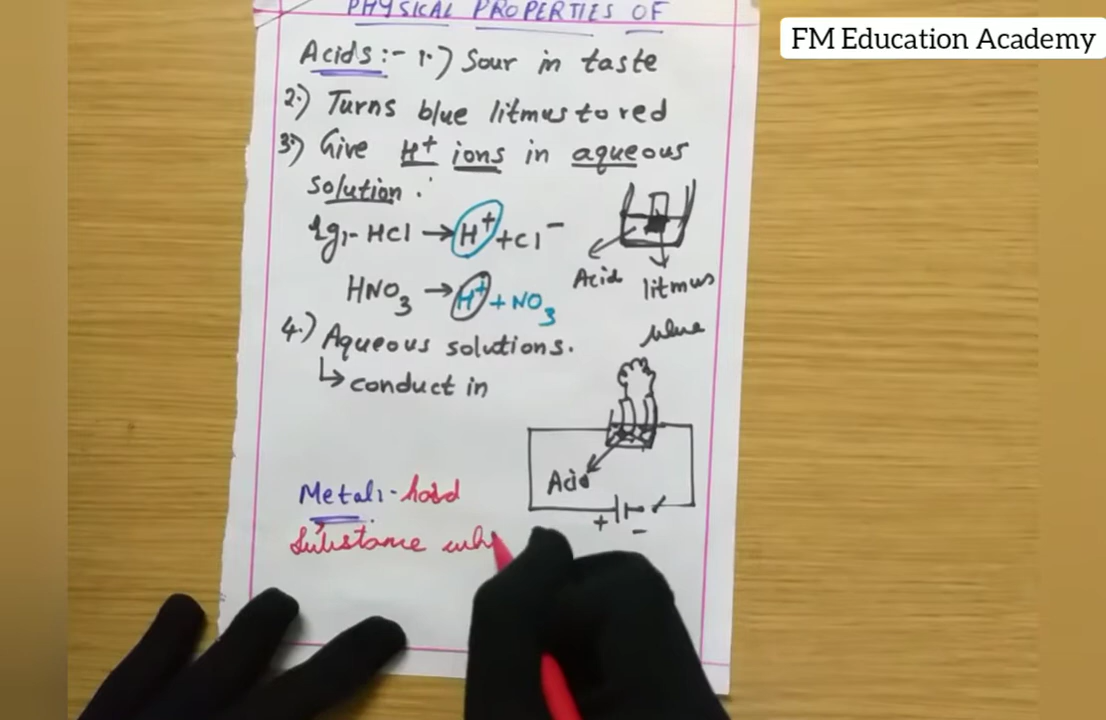 PHYSICAL PROPERTIES OF
FM Education Academy
Acids:- 1.) Sour in taste
2.) Turns blue litmus to red
3.) Give H+ ions in aqueous
solution.
Eg:- HCl → H+ + Cl-
HNO3 → H+ + NO3
Acid litmus
blue
4.) Aqueous solutions.
↳ conduct in
Acid
+ -
Metal:- hard
Substance wh